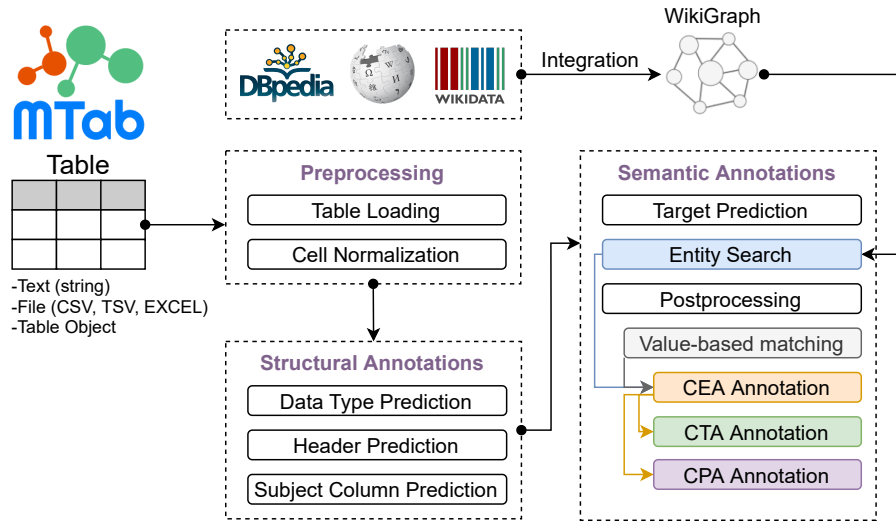 WikiGraph
DBpedia
WIKIDATA
Integration
MTab
Table
-Text (string)
-File (CSV, TSV, EXCEL)
-Table Object
Preprocessing
Table Loading
Cell Normalization
Structural Annotations
Data Type Prediction
Header Prediction
Subject Column Prediction
Semantic Annotations
Target Prediction
Entity Search
Postprocessing
Value-based matching
CEA Annotation
CTA Annotation
CPA Annotation